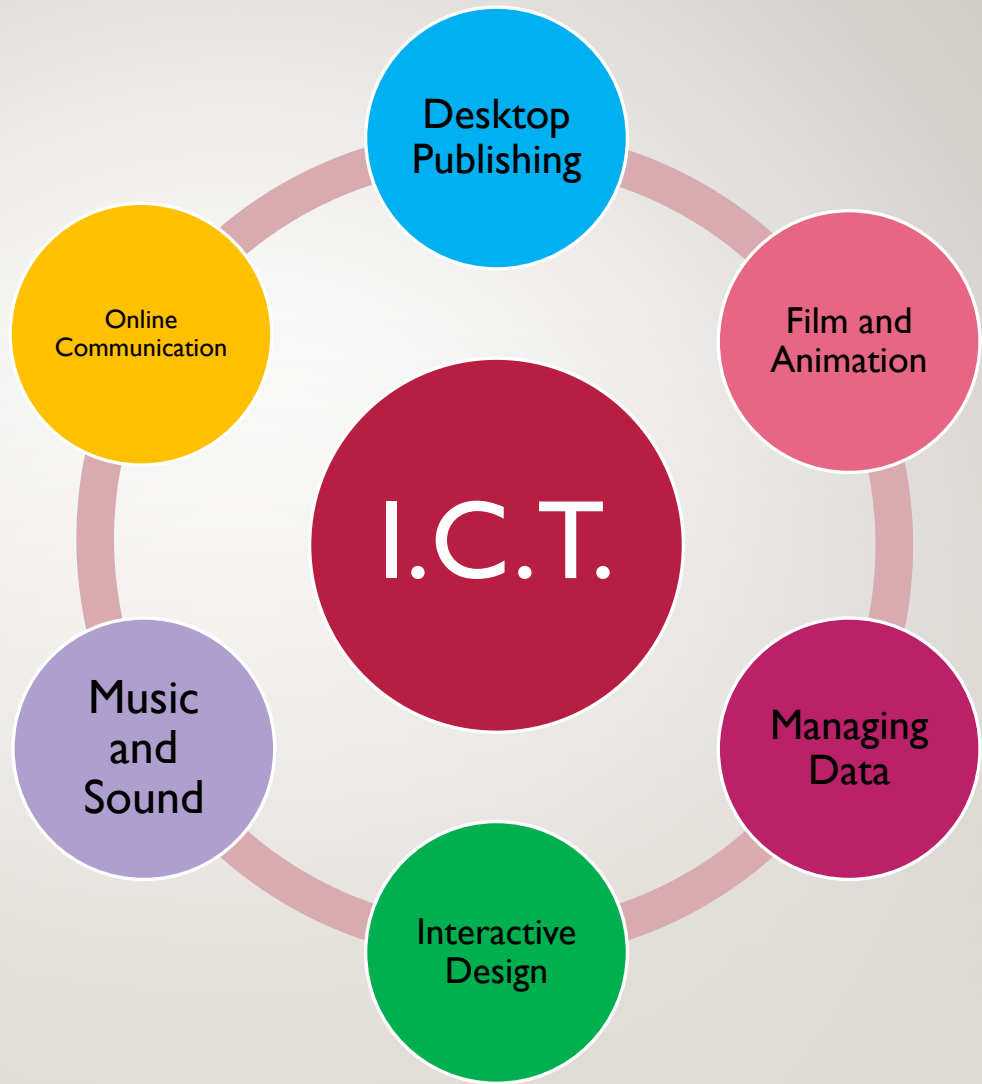 Desktop
Publishing
Film and
Animation
Managing
Data
Interactive
Design
Music
and
Sound
Online
Communication
I.C.T.